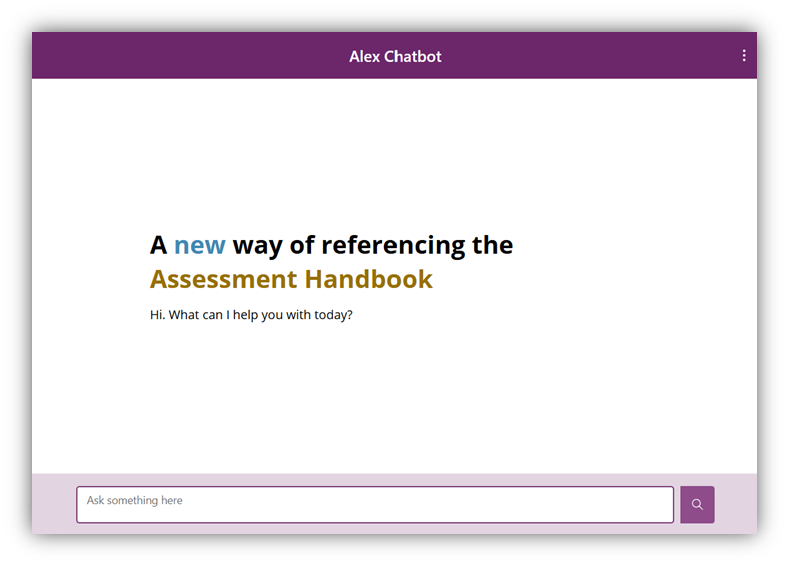 Alex Chatbot
A new way of referencing the
Assessment Handbook
Hi. What can I help you with today?
Ask something here